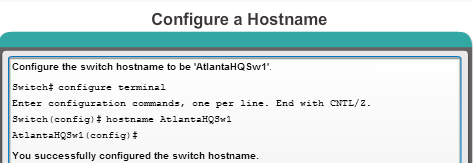 Configure a Hostname
Configure the switch hostname to be 'AtlantaHQSw1'.
Switch# configure terminal
Enter configuration commands, one per line. End with CNTL/Z.
Switch(config)# hostname AtlantaHQSw1
AtlantaHQSw1(config)#
You successfully configured the switch hostname.